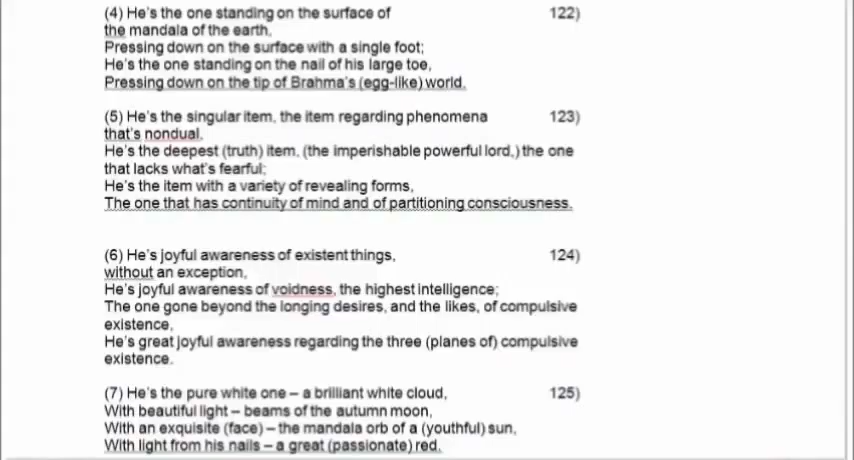 (4) He's the one standing on the surface of 122)
the mandala of the earth,
Pressing down on the surface with a single foot;
He's the one standing on the nail of his large toe,
Pressing down on the tip of Brahma's (egg-like) world.
(5) He's the singular item, the item regarding phenomena 123)
that's nondual,
He's the deepest (truth) item, (the imperishable powerful lord,) the one
that lacks what's fearful;
He's the item with a variety of revealing forms,
The one that has continuity of mind and of partitioning consciousness.
(6) He's joyful awareness of existent things, 124)
without an exception,
He's joyful awareness of voidness, the highest intelligence;
The one gone beyond the longing desires, and the likes, of compulsive
existence,
He's great joyful awareness regarding the three (planes of) compulsive
existence.
(7) He's the pure white one – a brilliant white cloud, 125)
With beautiful light – beams of the autumn moon,
With an exquisite (face) – the mandala orb of a (youthful) sun,
With light from his nails – a great (passionate) red.